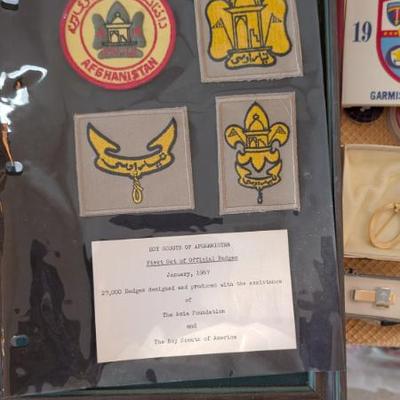 AFGHANISTAN
19
GARMIS
BOY SCOUTS OF AFGHANISTAN
First Set of Official Badges
January, 1967
27,000 Badges designed and produced with the assistance
of
The Asia Foundation
and
The Boy Scouts of America